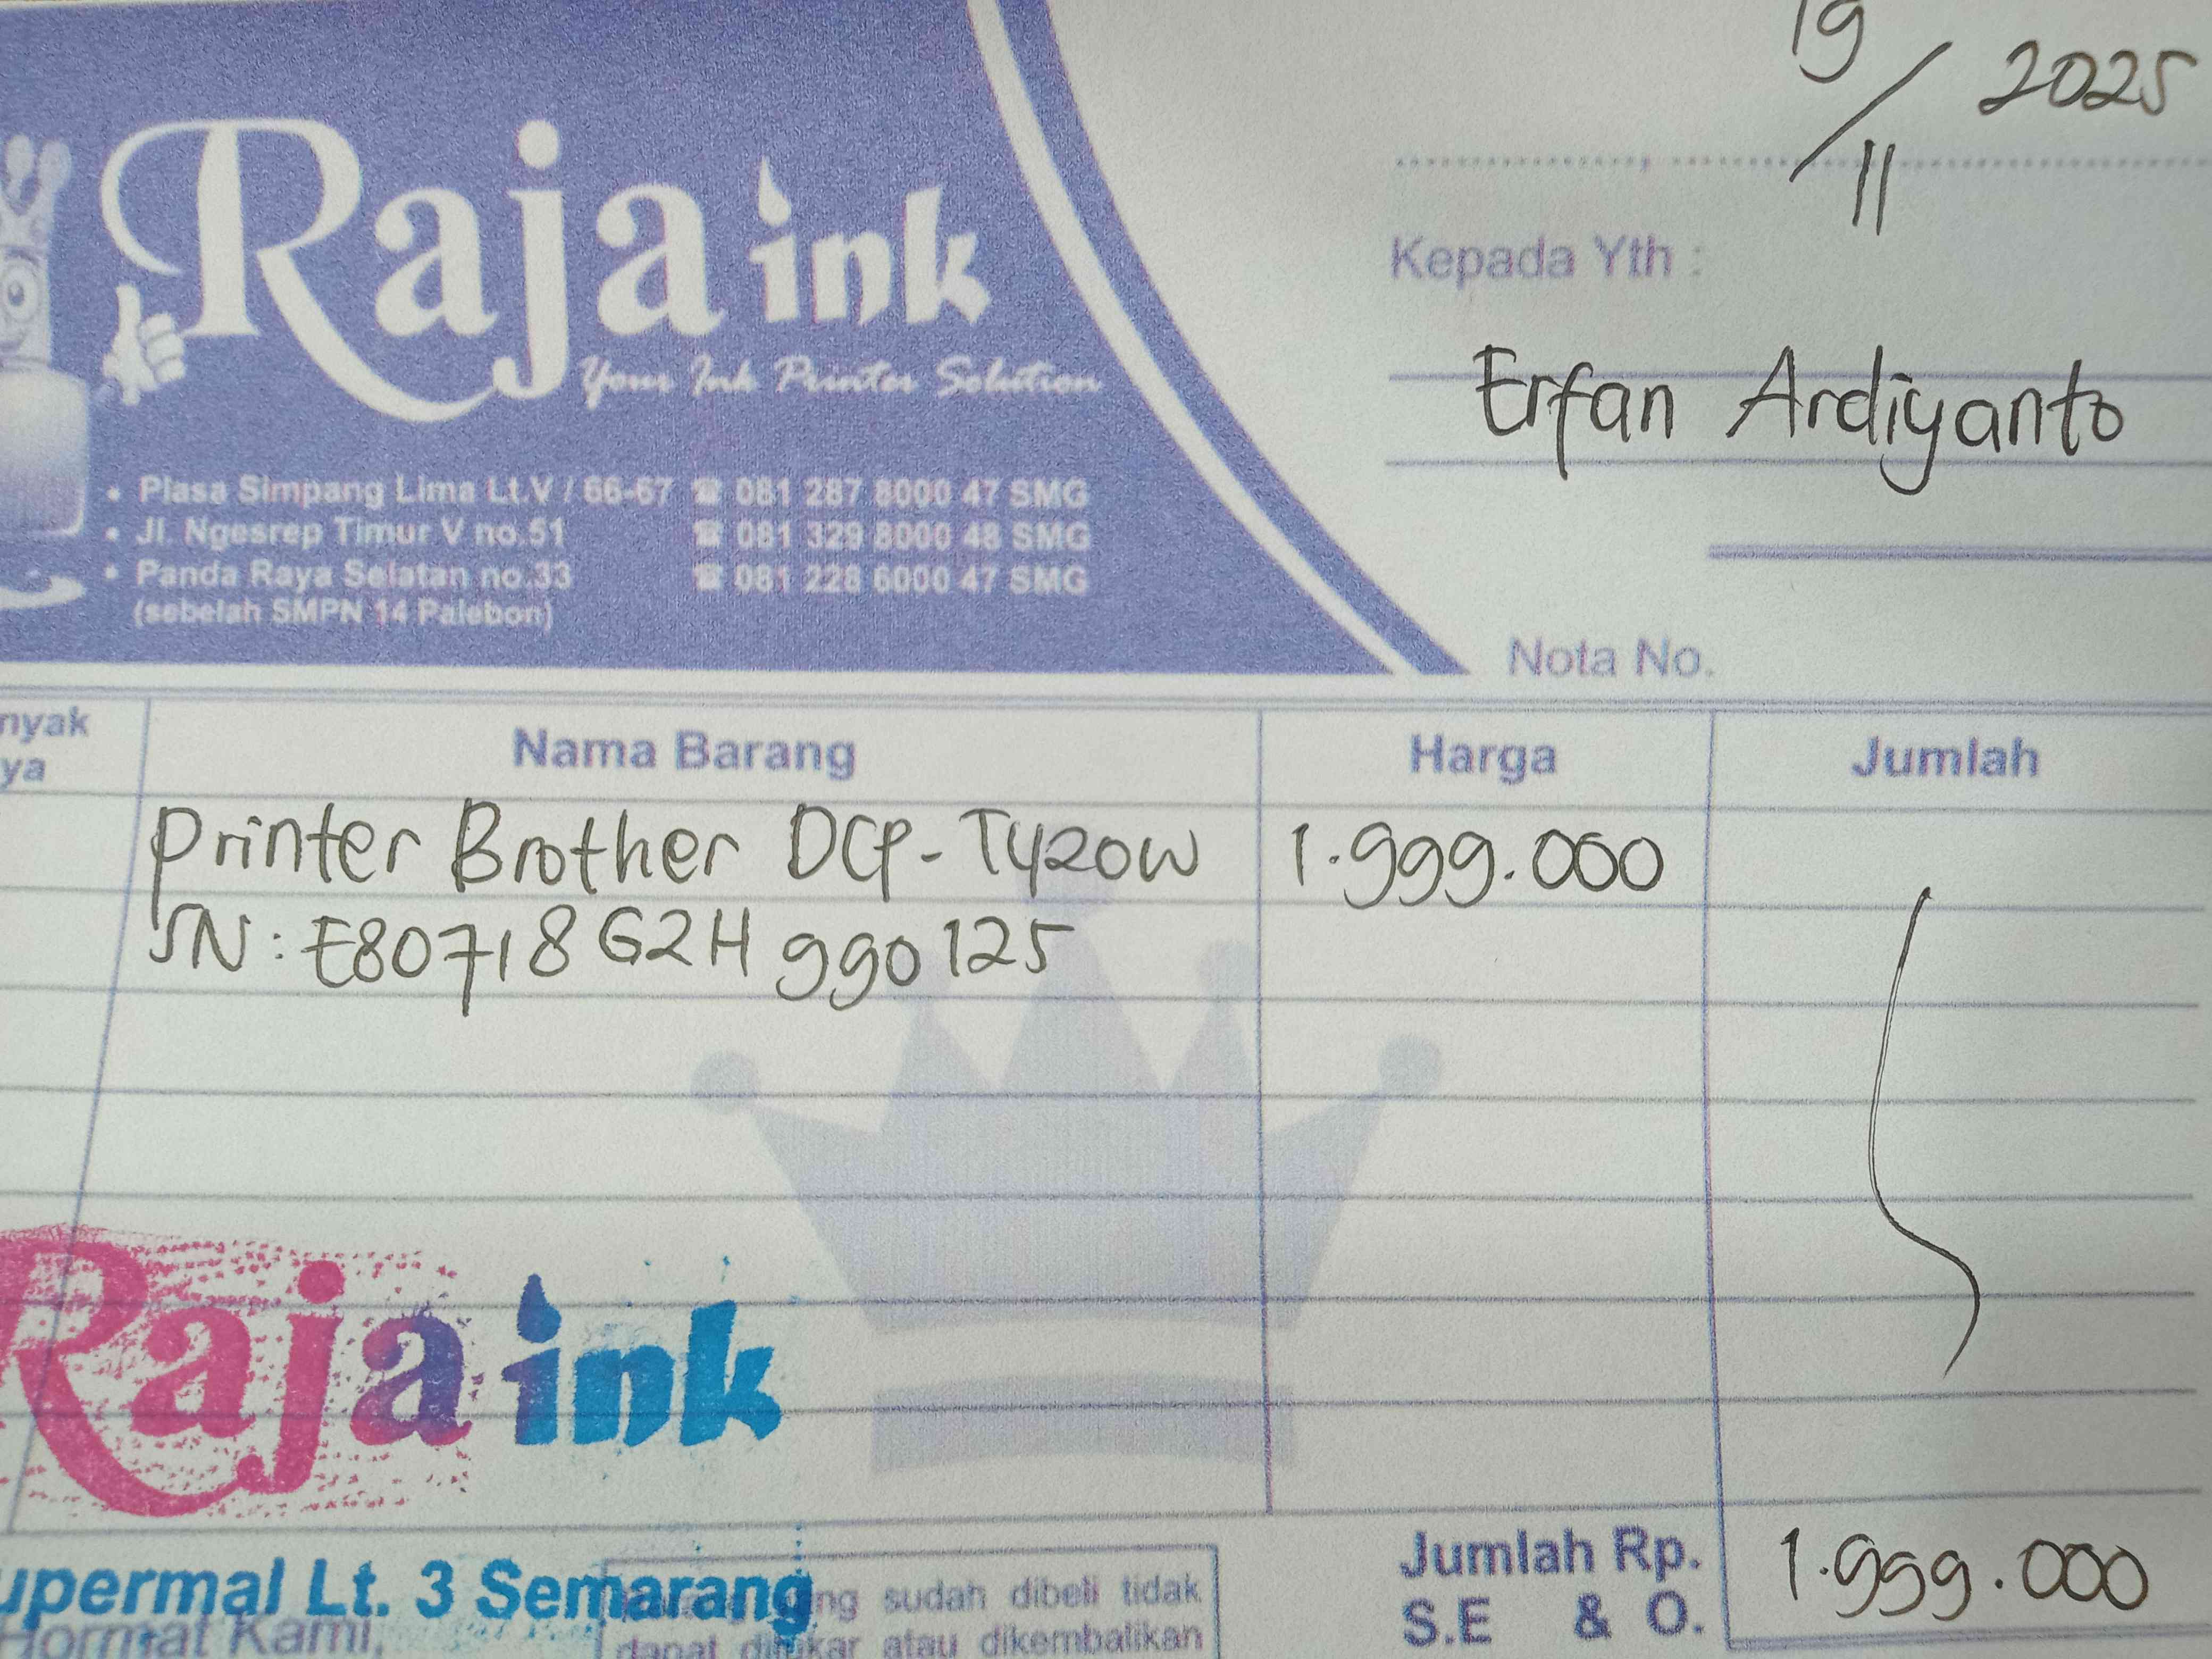 19/11 2025
Raja ink
Your Ink Printer Solution
• Plasa Simpang Lima Lt.V / 66-67 ☎ 081 287 8000 47 SMG
• Jl. Ngesrep Timur V no.51 ☎ 081 329 8000 48 SMG
• Panda Raya Selatan no.33 ☎ 081 228 6000 47 SMG
(sebelah SMPN 14 Palebon)
Kepada Yth :
Erfan Ardiyanto
Nota No.
nyak
ya
Nama Barang Harga Jumlah
Printer Brother DCP-T420W 1.999.000
SN: E80718G2H990125
Raja ink
upermal Lt. 3 Semarang
Hormat Kami,
ng sudah dibeli tidak
dapat ditukar atau dikembalikan
Jumlah Rp. 1.999.000
S.E & O.